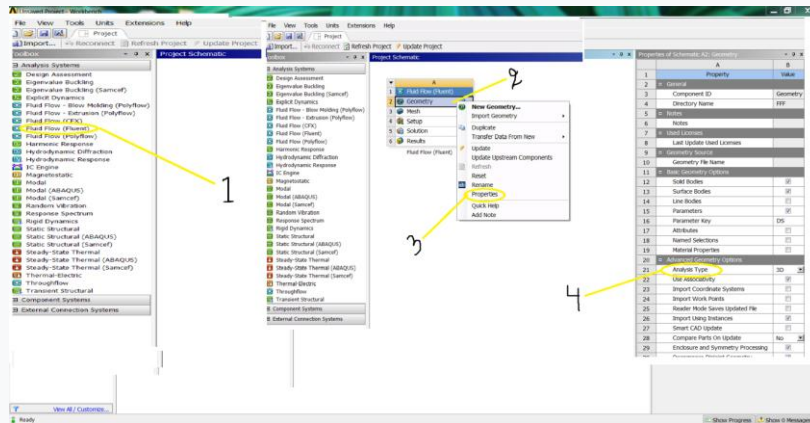 Unsaved Project - Workbench
File View Tools Units Extensions Help
Project
Import... Reconnect Refresh Project Update Project
Toolbox
Project Schematic
Analysis Systems
Design Assessment
Eigenvalue Buckling
Eigenvalue Buckling (Samcef)
Explicit Dynamics
Fluid Flow - Blow Molding (Polyflow)
Fluid Flow - Extrusion (Polyflow)
Fluid Flow (CFX)
Fluid Flow (Fluent)
Fluid Flow (Polyflow)
Harmonic Response
Hydrodynamic Diffraction
Hydrodynamic Response
IC Engine
Magnetostatic
Modal
Modal (ABAQUS)
Modal (Samcef)
Random Vibration
Response Spectrum
Rigid Dynamics
Static Structural
Static Structural (ABAQUS)
Static Structural (Samcef)
Steady-State Thermal
Steady-State Thermal (ABAQUS)
Steady-State Thermal (Samcef)
Thermal-Electric
Throughflow
Transient Structural
Component Systems
External Connection Systems
View All / Customize...
Ready
1
File View Tools Units Extensions Help
Project
Import... Reconnect Refresh Project Update Project
Toolbox
Project Schematic
Analysis Systems
Design Assessment
Eigenvalue Buckling
Eigenvalue Buckling (Samcef)
Explicit Dynamics
Fluid Flow - Blow Molding (Polyflow)
Fluid Flow - Extrusion (Polyflow)
Fluid Flow (CFX)
Fluid Flow (Fluent)
Fluid Flow (Polyflow)
Harmonic Response
Hydrodynamic Diffraction
Hydrodynamic Response
IC Engine
Magnetostatic
Modal
Modal (ABAQUS)
Modal (Samcef)
Random Vibration
Response Spectrum
Rigid Dynamics
Static Structural
Static Structural (ABAQUS)
Static Structural (Samcef)
Steady-State Thermal
Steady-State Thermal (ABAQUS)
Steady-State Thermal (Samcef)
Thermal-Electric
Throughflow
Transient Structural
Component Systems
External Connection Systems
2
A
1 Fluid Flow (Fluent)
2 Geometry
3 Mesh
4 Setup
5 Solution
6 Results
Fluid Flow (Fluent)
New Geometry...
Import Geometry
Duplicate
Transfer Data From New
Update
Update Upstream Components
Refresh
Reset
Rename
Properties
Quick Help
Add Note
3
4
Properties of Schematic A2: Geometry
A B
1 Property Value
2 General
3 Component ID Geometry
4 Directory Name FFF
5 Notes
6 Notes
7 Used Licenses
8 Last Update Used Licenses
9 Geometry Source
10 Geometry File Name
11 Basic Geometry Options
12 Solid Bodies
13 Surface Bodies
14 Line Bodies
15 Parameters
16 Parameter Key DS
17 Attributes
18 Named Selections
19 Material Properties
20 Advanced Geometry Options
21 Analysis Type 3D
22 Use Associativity
23 Import Coordinate Systems
24 Import Work Points
25 Reader Mode Saves Updated File
26 Import Using Instances
27 Smart CAD Update
28 Compare Parts On Update No
29 Enclosure and Symmetry Processing
Show Progress Show 0 Messages